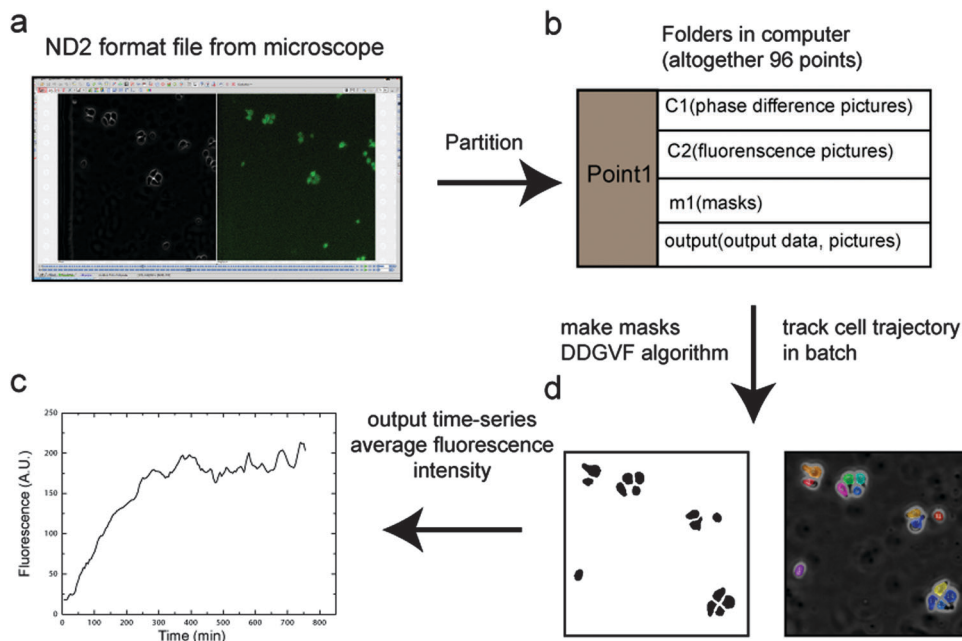 a
ND2 format file from microscope
Partition
b
Folders in computer
(altogether 96 points)
Point1
C1(phase difference pictures)
C2(fluorenscence pictures)
m1(masks)
output(output data, pictures)
make masks
DDGVF algorithm
track cell trajectory
in batch
c
250
200
150
100
50
0
Fluorescence (A.U.)
0 100 200 300 400 500 600 700 800
Time (min)
output time-series
average fluorescence
intensity
d